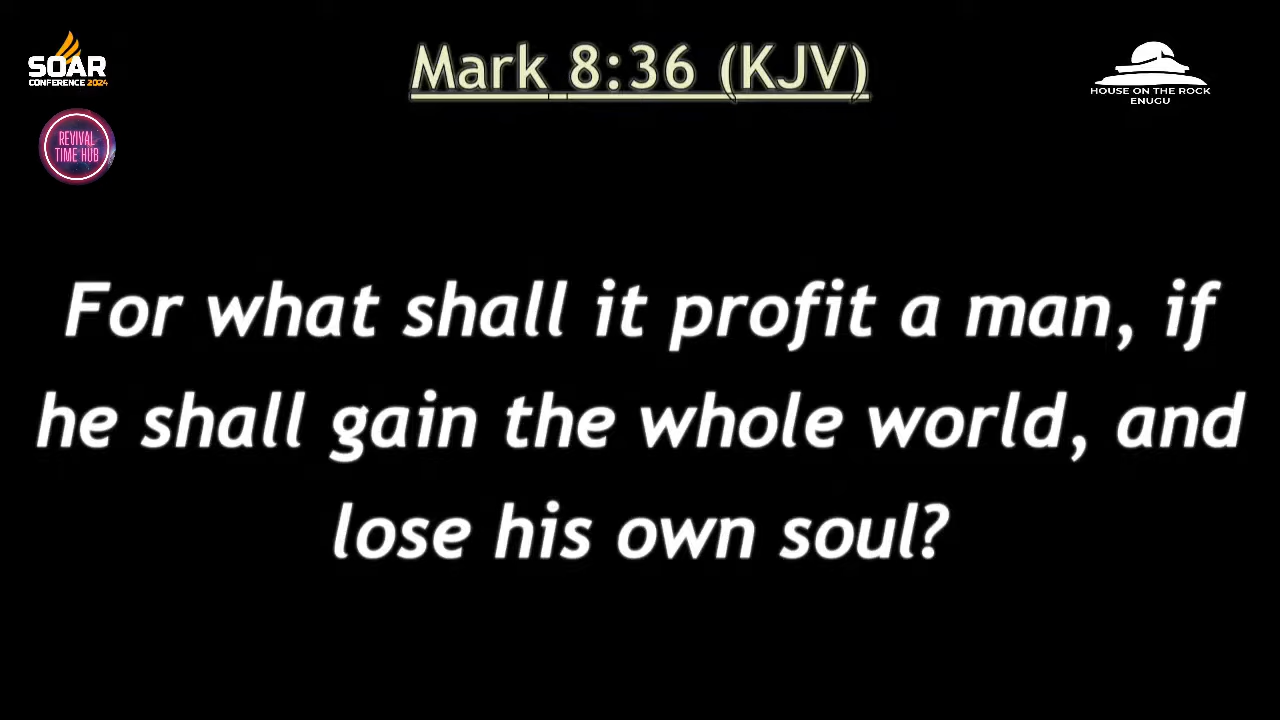 SOAR
CONFERENCE 2024
REVIVAL
TIME HUB
Mark 8:36 (KJV)
HOUSE ON THE ROCK
ENUGU
For what shall it profit a man, if
he shall gain the whole world, and
lose his own soul?